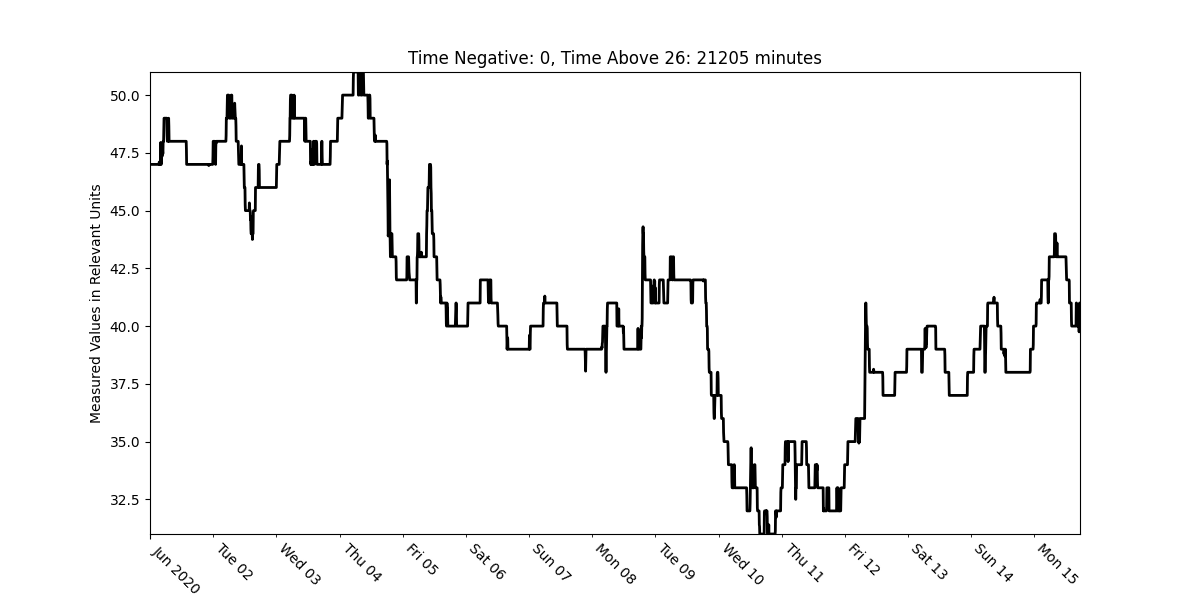 Time Negative: 0, Time Above 26: 21205 minutes
Measured Values in Relevant Units
50.0
47.5
45.0
42.5
40.0
37.5
35.0
32.5
Jun 2020
Tue 02
Wed 03
Thu 04
Fri 05
Sat 06
Sun 07
Mon 08
Tue 09
Wed 10
Thu 11
Fri 12
Sat 13
Sun 14
Mon 15